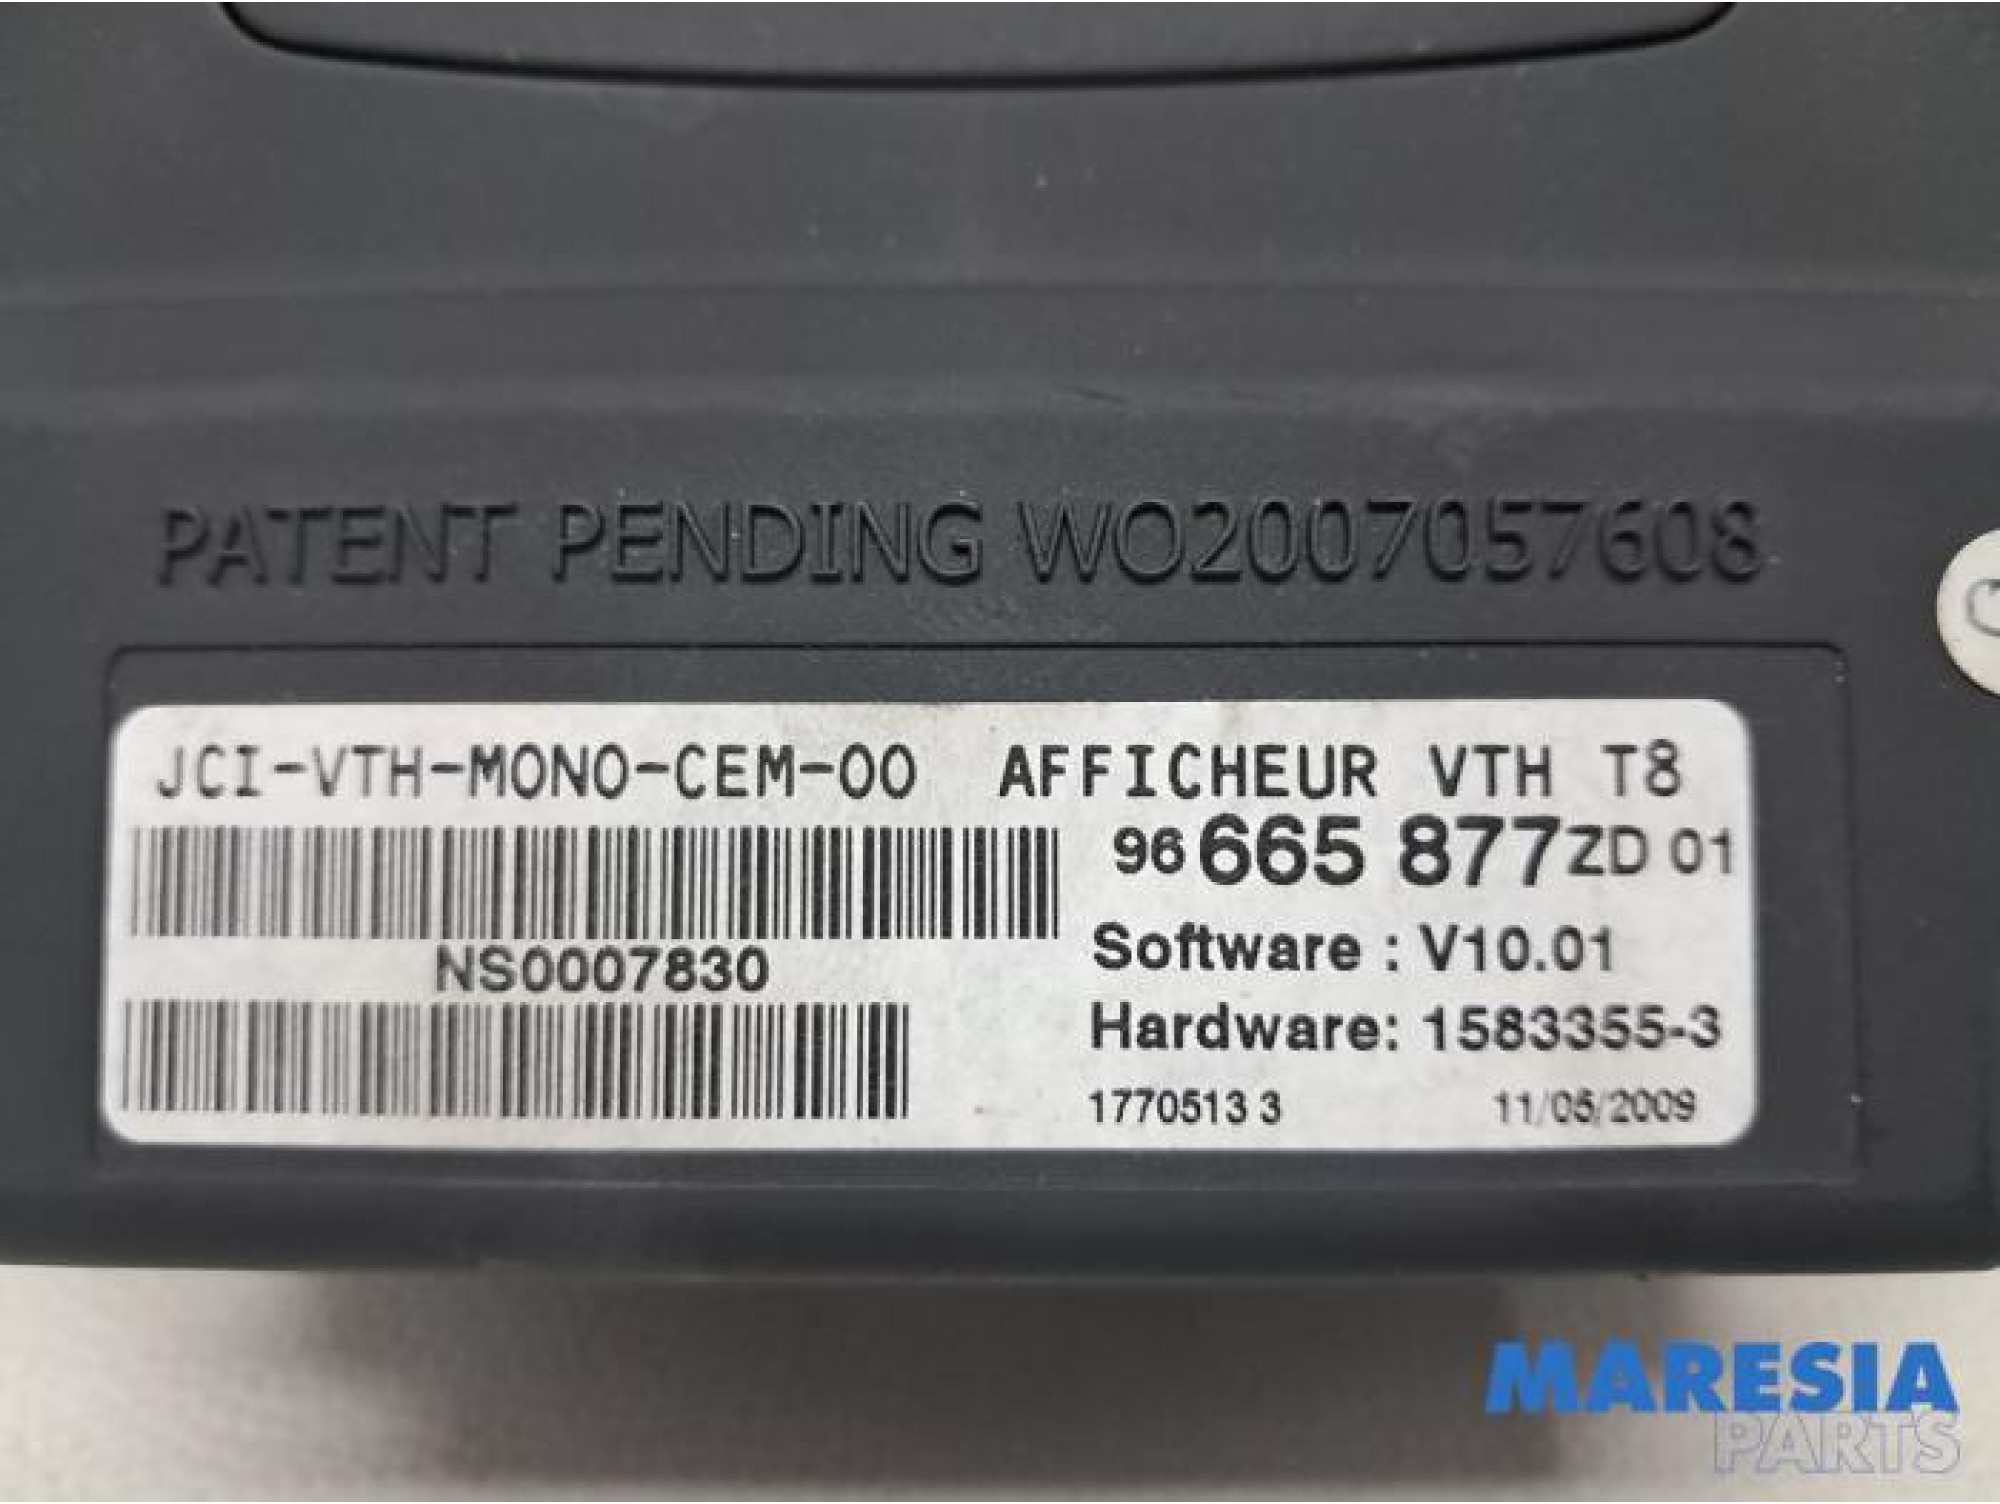 PATENT PENDING WO2007057608
JCI-VTH-MONO-CEM-00 AFFICHEUR VTH T8
96 665 877 ZD 01
NS0007830
Software : V10.01
Hardware: 1583355-3
1770513 3 11/05/2009
MARESIA
PARTS